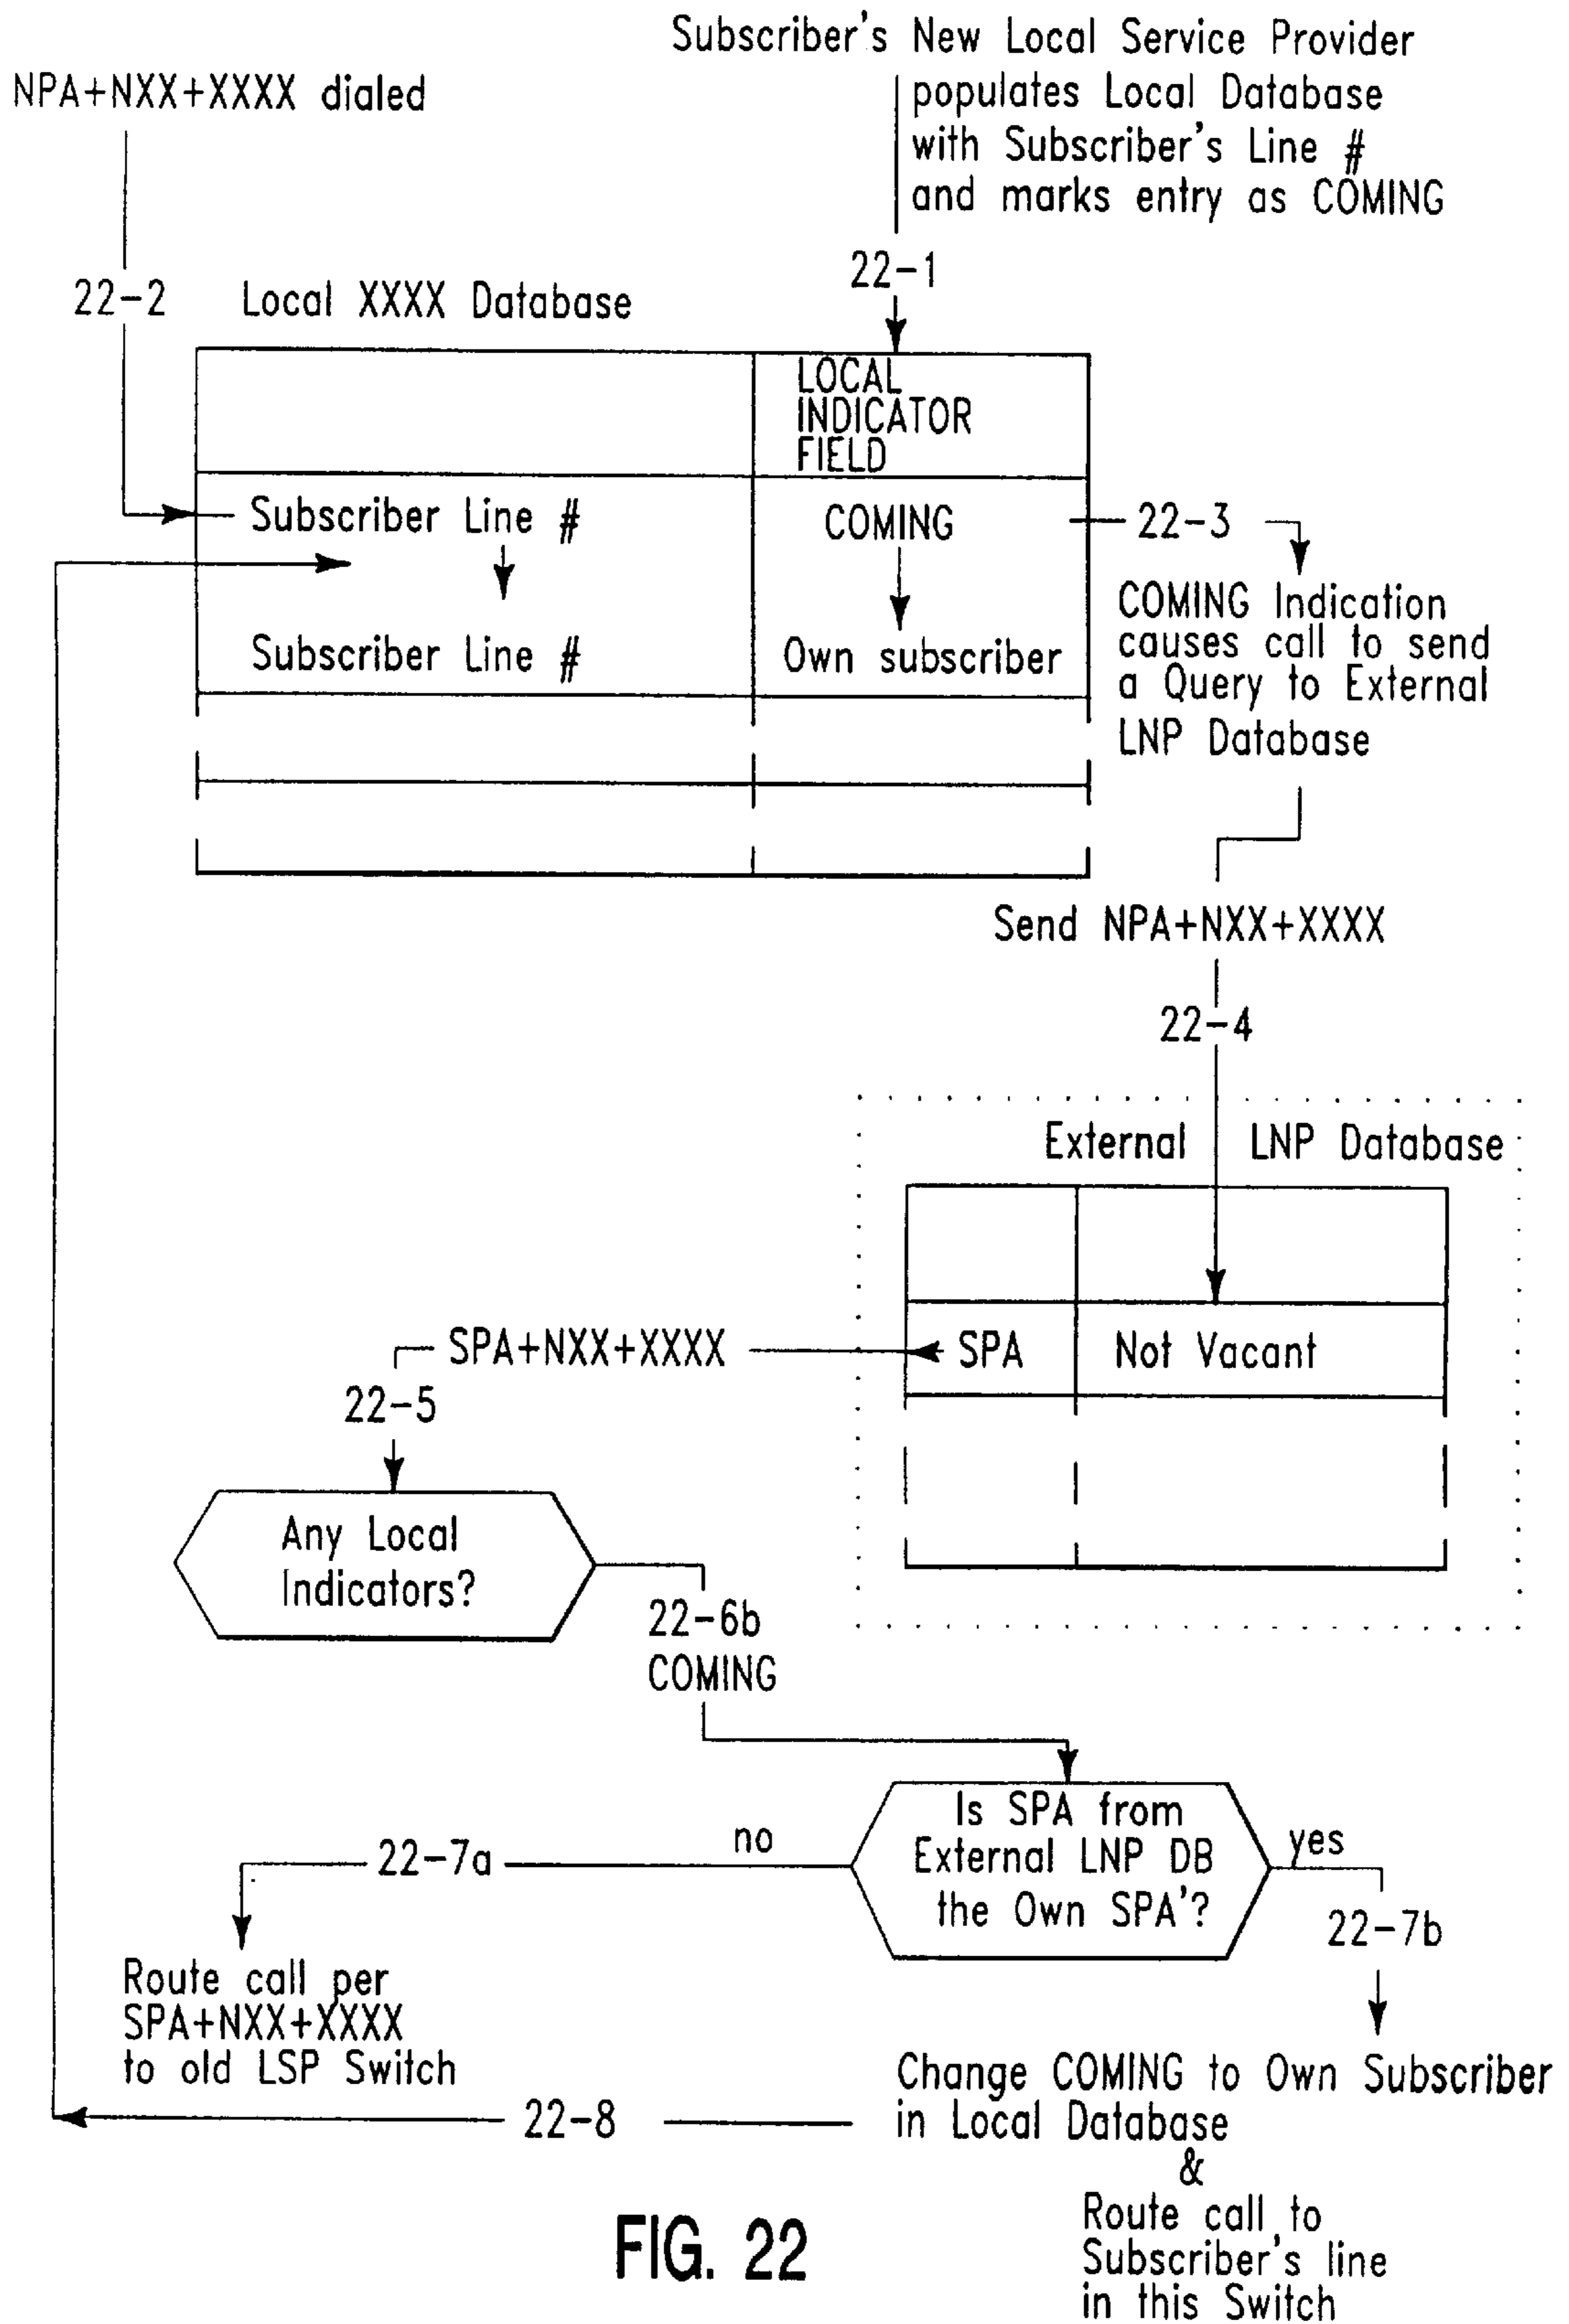 Subscriber's New Local Service Provider
populates Local Database
with Subscriber's Line #
and marks entry as COMING
NPA+NXX+XXXX dialed
22-1
22-2
Local XXXX Database
LOCAL
INDICATOR
FIELD
Subscriber Line #
COMING
22-3
Subscriber Line #
Own subscriber
COMING Indication
causes call to send
a Query to External
LNP Database
Send NPA+NXX+XXXX
22-4
External LNP Database
SPA+NXX+XXXX
SPA
Not Vacant
22-5
Any Local
Indicators?
22-6b
COMING
Is SPA from
External LNP DB
the Own SPA'?
no
yes
22-7a
22-7b
Route call per
SPA+NXX+XXXX
to old LSP Switch
Change COMING to Own Subscriber
in Local Database
&
Route call to
Subscriber's line
in this Switch
22-8
FIG. 22